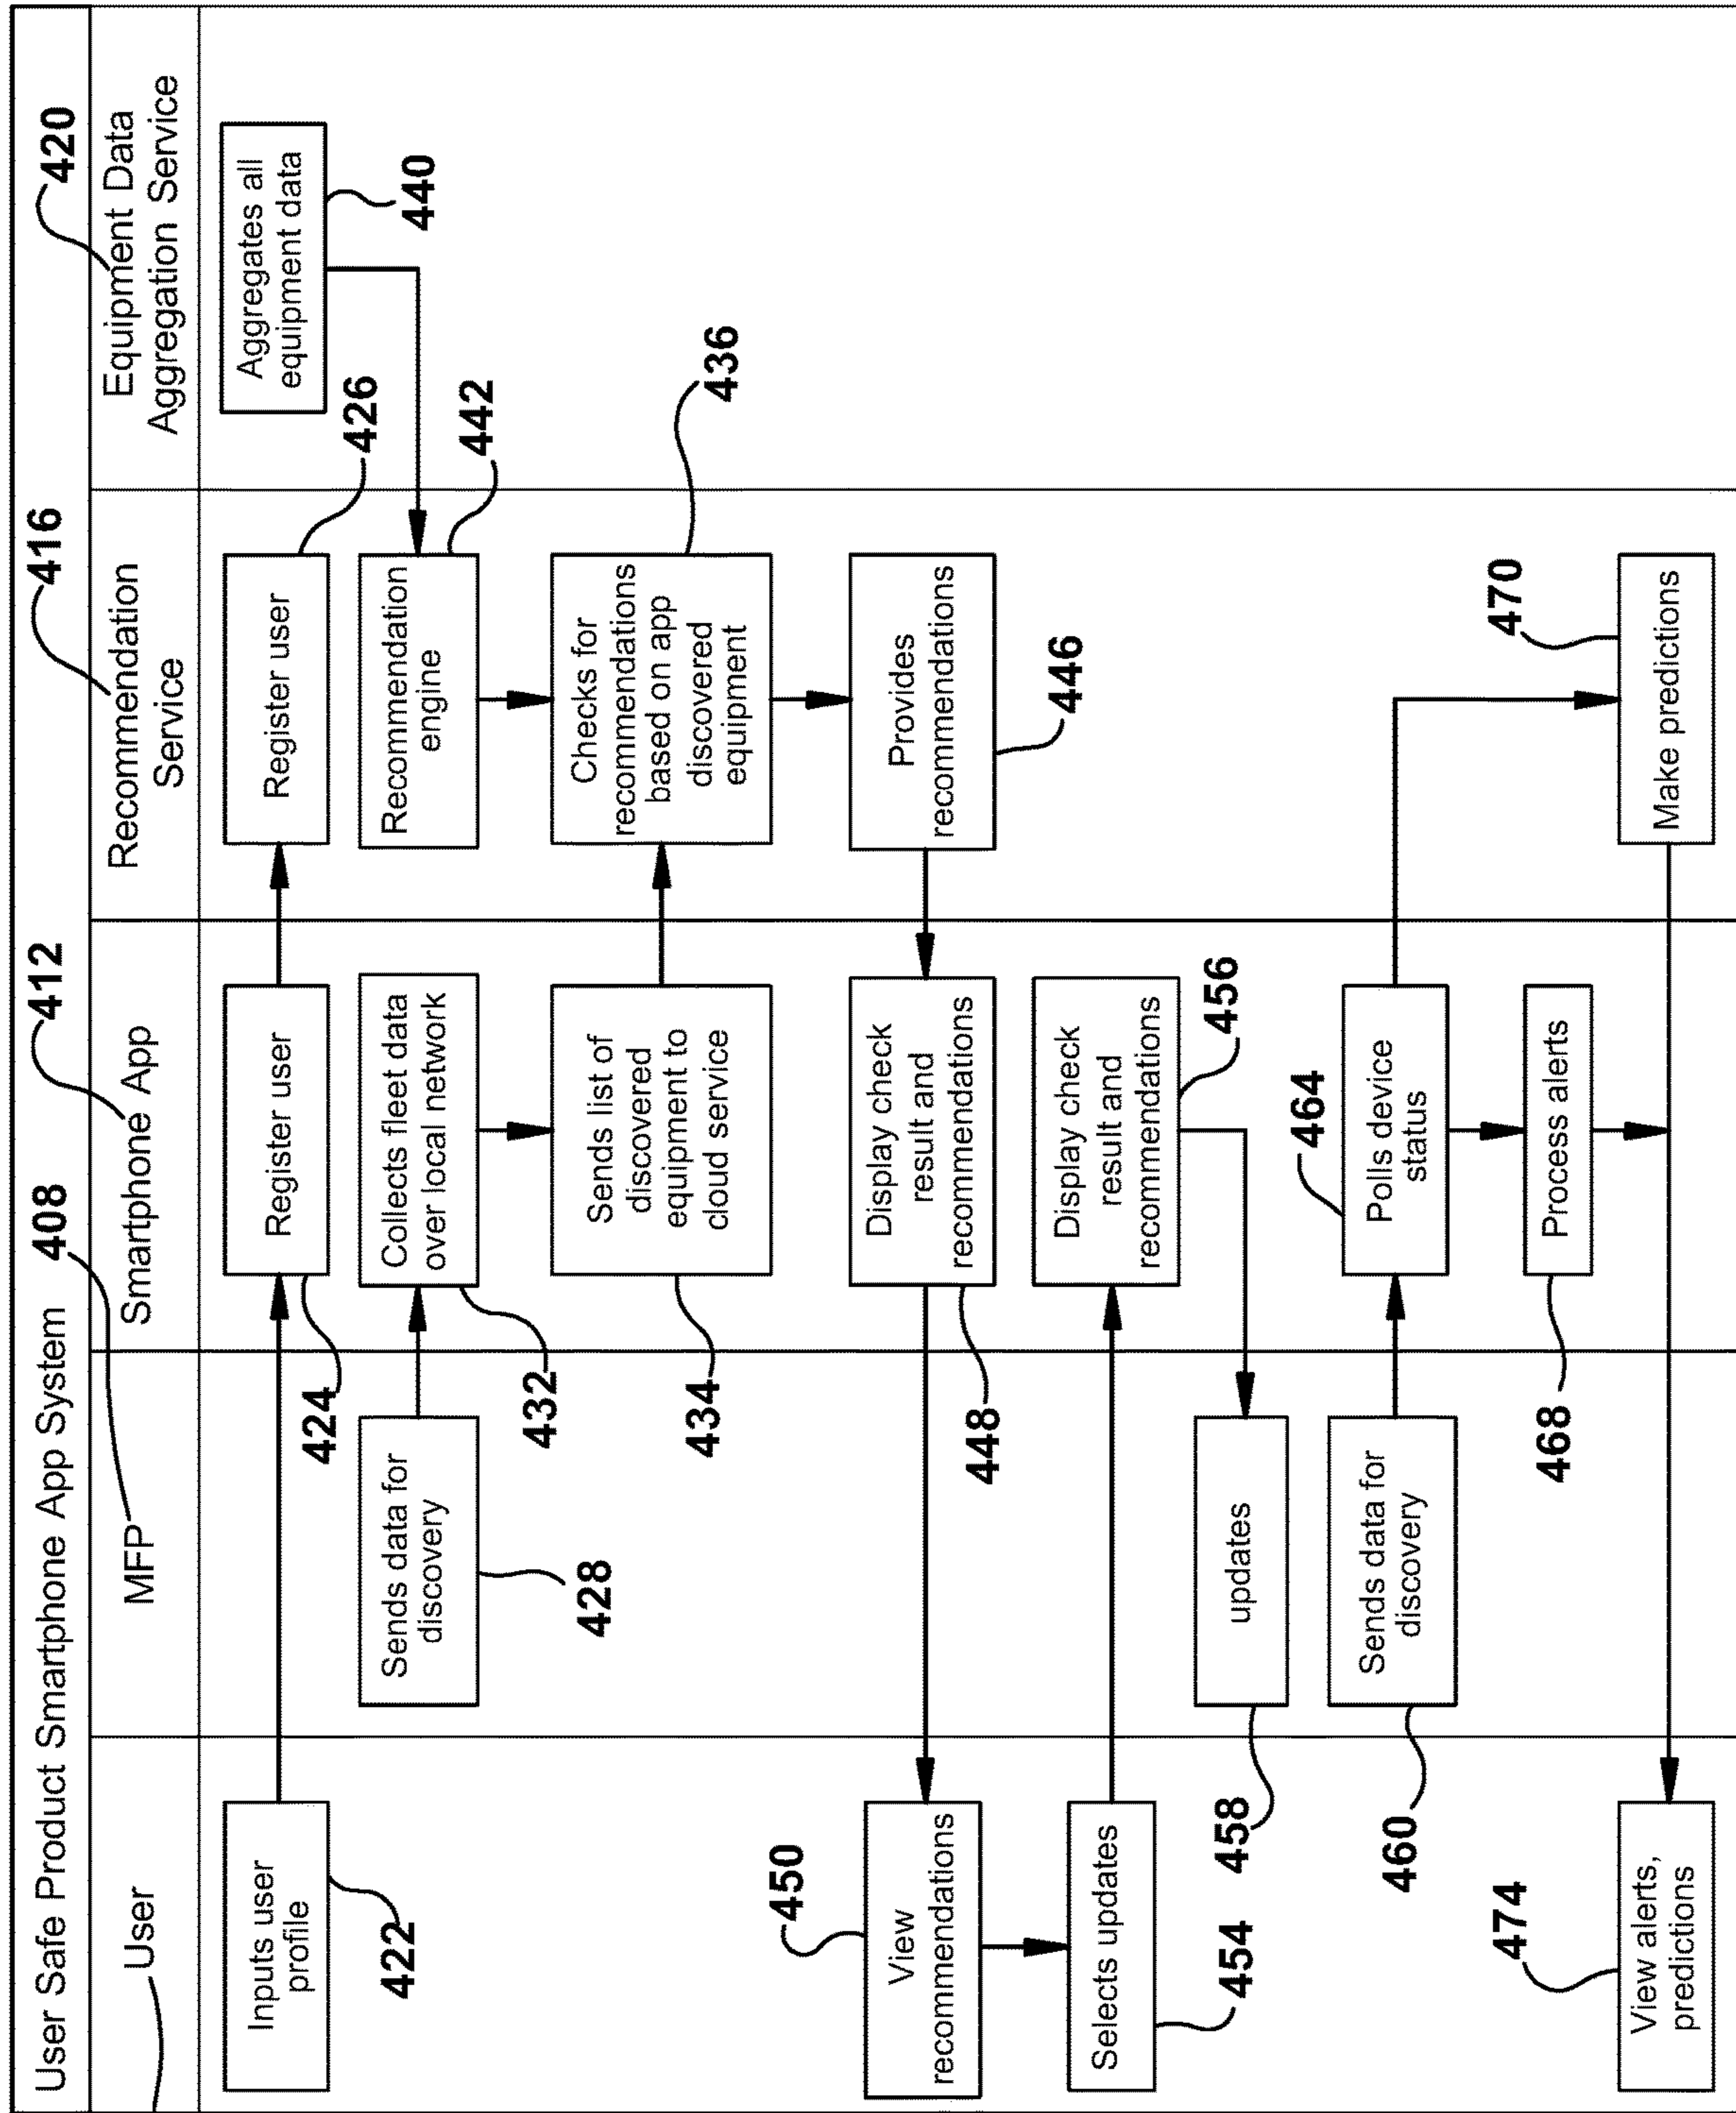 User Safe Product Smartphone App System
User
MFP
408
Smartphone App
412
Recommendation
Service
416
Equipment Data
Aggregation Service
420
Inputs user
profile
422
Register user
424
Register user
426
Aggregates all
equipment data
440
Sends data for
discovery
428
Collects fleet data
over local network
432
Recommendation
engine
442
Sends list of
discovered
equipment to
cloud service
434
Checks for
recommendations
based on app
discovered
equipment
436
Provides
recommendations
446
Display check
result and
recommendations
448
View
recommendations
450
Selects updates
454
Display check
result and
recommendations
456
updates
458
Sends data for
discovery
460
Polls device
status
464
Process alerts
468
Make predictions
470
View alerts,
predictions
474